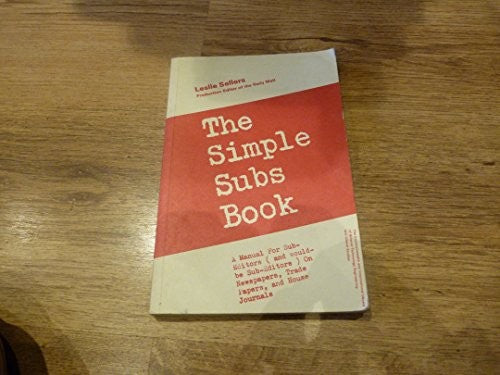 Leslie Sellers
Production Editor of the Daily Mail
The
Simple
Subs
Book
A Manual For Sub-
Editors ( and would-
be Sub-Editors ) On
Newspapers, Trade
Papers, and House
Journals